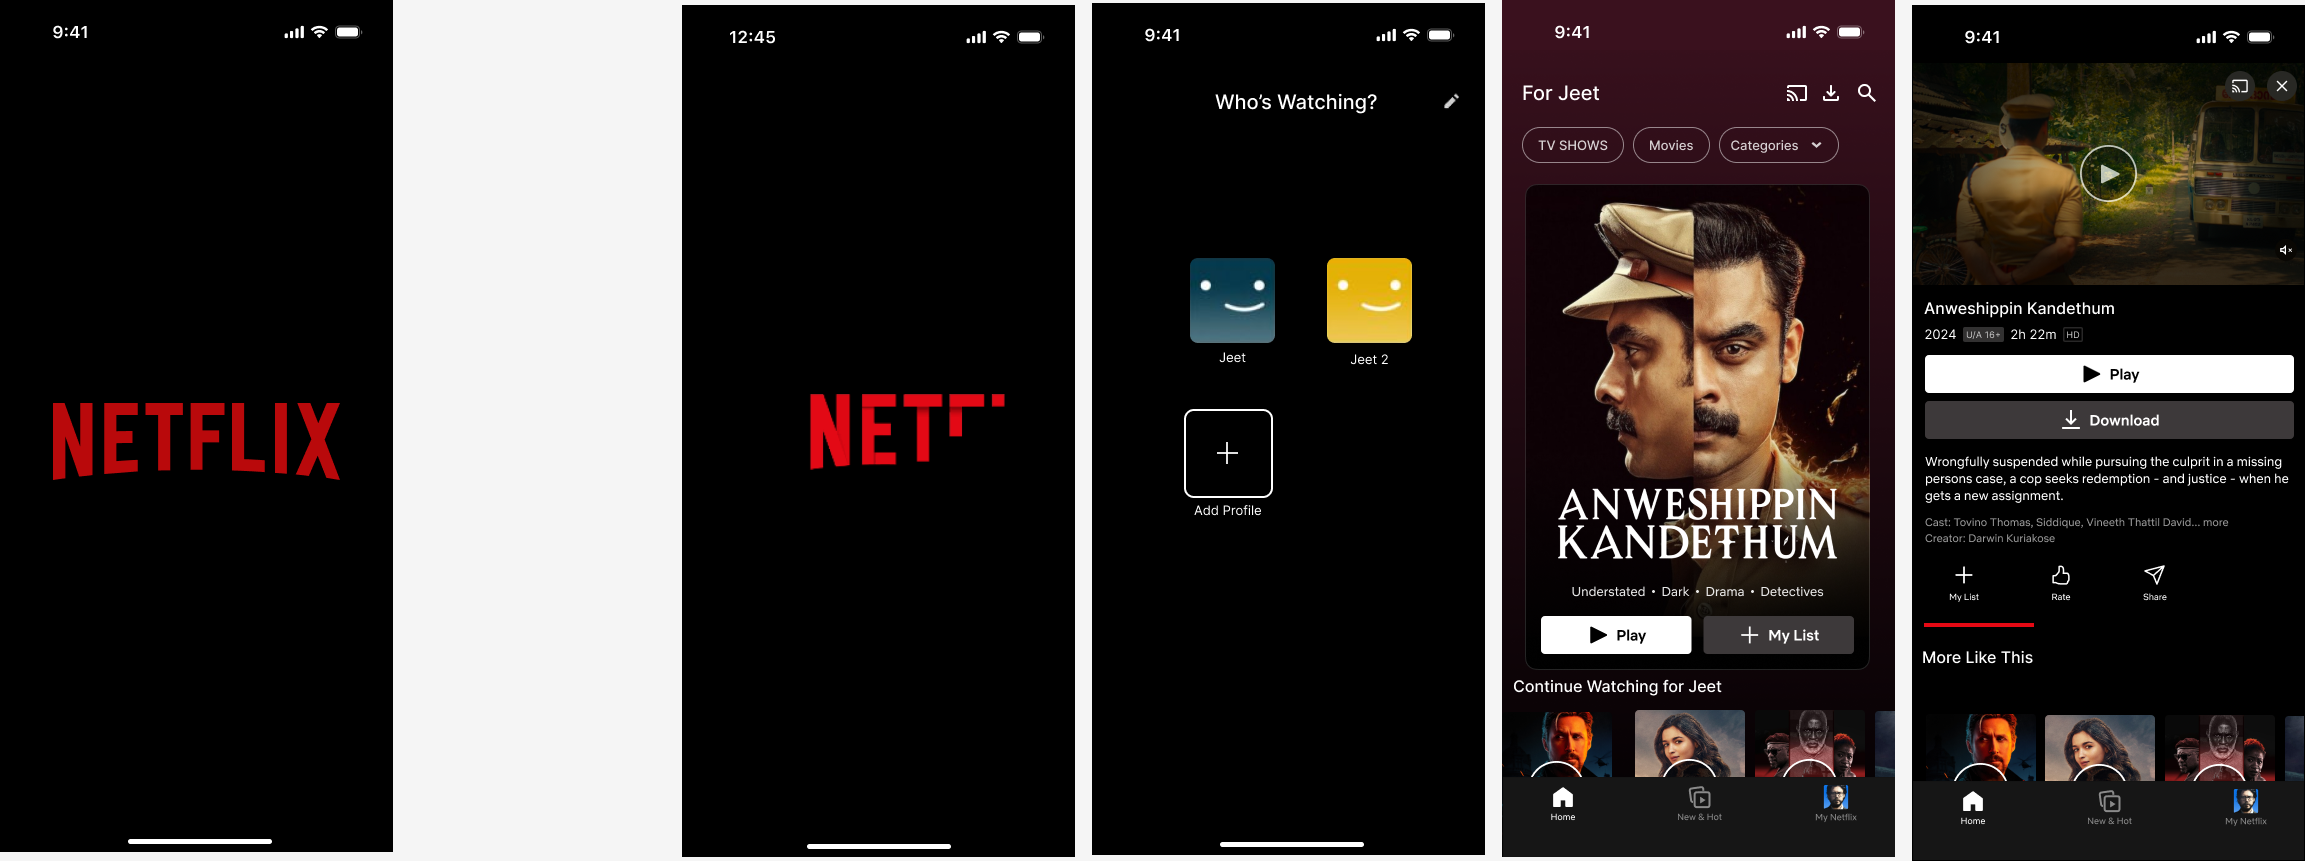 9:41
NETFLIX
12:45
NET
9:41
Who's Watching?
Jeet
Jeet 2
Add Profile
9:41
For Jeet
TV SHOWS
Movies
Categories
ANWESHIPPIN
KANDETHUM
Understated • Dark • Drama • Detectives
Play
My List
Continue Watching for Jeet
Home
New & Hot
My Netflix
9:41
Anweshippin Kandethum
2024 U/A 16+ 2h 22m HD
Play
Download
Wrongfully suspended while pursuing the culprit in a missing
persons case, a cop seeks redemption - and justice - when he
gets a new assignment.
Cast: Tovino Thomas, Siddique, Vineeth Thattil David... more
Creator: Darwin Kuriakose
My List
Rate
Share
More Like This
Home
New & Hot
My Netflix